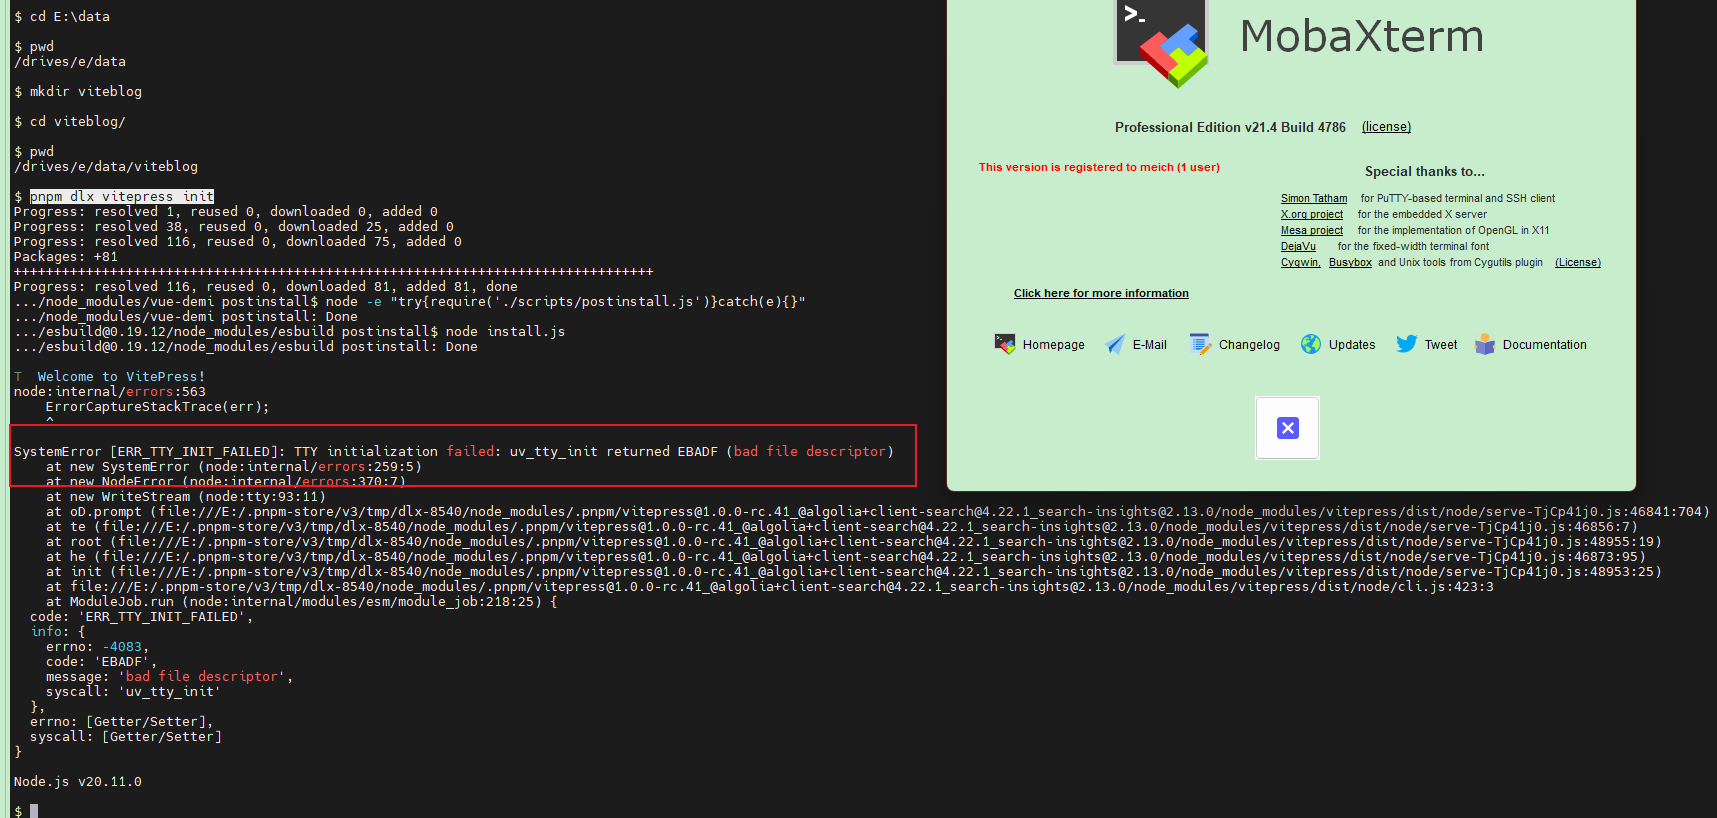 $ cd E:\data
$ pwd
/drives/e/data
$ mkdir viteblog
$ cd viteblog/
$ pwd
/drives/e/data/viteblog
$ pnpm dlx vitepress init
Progress: resolved 1, reused 0, downloaded 0, added 0
Progress: resolved 38, reused 0, downloaded 25, added 0
Progress: resolved 116, reused 0, downloaded 75, added 0
Packages: +81
++++++++++++++++++++++++++++++++++++++++++++++++++++++++++++++++++++++++++++++++
Progress: resolved 116, reused 0, downloaded 81, added 81, done
.../node_modules/vue-demi postinstall$ node -e "try{require('./scripts/postinstall.js')}catch(e){}"
.../node_modules/vue-demi postinstall: Done
.../esbuild@0.19.12/node_modules/esbuild postinstall$ node install.js
.../esbuild@0.19.12/node_modules/esbuild postinstall: Done
T  Welcome to VitePress!
node:internal/errors:563
    ErrorCaptureStackTrace(err);
    ^
SystemError [ERR_TTY_INIT_FAILED]: TTY initialization failed: uv_tty_init returned EBADF (bad file descriptor)
    at new SystemError (node:internal/errors:259:5)
    at new NodeError (node:internal/errors:370:7)
    at new WriteStream (node:tty:93:11)
    at oD.prompt (file:///E:/.pnpm-store/v3/tmp/dlx-8540/node_modules/.pnpm/vitepress@1.0.0-rc.41_@algolia+client-search@4.22.1_search-insights@2.13.0/node_modules/vitepress/dist/node/serve-TjCp41j0.js:46841:704)
    at te (file:///E:/.pnpm-store/v3/tmp/dlx-8540/node_modules/.pnpm/vitepress@1.0.0-rc.41_@algolia+client-search@4.22.1_search-insights@2.13.0/node_modules/vitepress/dist/node/serve-TjCp41j0.js:46856:7)
    at root (file:///E:/.pnpm-store/v3/tmp/dlx-8540/node_modules/.pnpm/vitepress@1.0.0-rc.41_@algolia+client-search@4.22.1_search-insights@2.13.0/node_modules/vitepress/dist/node/serve-TjCp41j0.js:48955:19)
    at he (file:///E:/.pnpm-store/v3/tmp/dlx-8540/node_modules/.pnpm/vitepress@1.0.0-rc.41_@algolia+client-search@4.22.1_search-insights@2.13.0/node_modules/vitepress/dist/node/serve-TjCp41j0.js:46873:95)
    at init (file:///E:/.pnpm-store/v3/tmp/dlx-8540/node_modules/.pnpm/vitepress@1.0.0-rc.41_@algolia+client-search@4.22.1_search-insights@2.13.0/node_modules/vitepress/dist/node/serve-TjCp41j0.js:48953:25)
    at file:///E:/.pnpm-store/v3/tmp/dlx-8540/node_modules/.pnpm/vitepress@1.0.0-rc.41_@algolia+client-search@4.22.1_search-insights@2.13.0/node_modules/vitepress/dist/node/cli.js:423:3
    at ModuleJob.run (node:internal/modules/esm/module_job:218:25) {
  code: 'ERR_TTY_INIT_FAILED',
  info: {
    errno: -4083,
    code: 'EBADF',
    message: 'bad file descriptor',
    syscall: 'uv_tty_init'
  },
  errno: [Getter/Setter],
  syscall: [Getter/Setter]
}
Node.js v20.11.0
$
>_
MobaXterm
Professional Edition v21.4 Build 4786 (license)
This version is registered to meich (1 user)
Special thanks to...
Simon Tatham for PuTTY-based terminal and SSH client
X.org project for the embedded X server
Mesa project for the implementation of OpenGL in X11
DejaVu for the fixed-width terminal font
Cygwin, Busybox and Unix tools from Cygutils plugin (License)
Click here for more information
Homepage E-Mail Changelog Updates Tweet Documentation